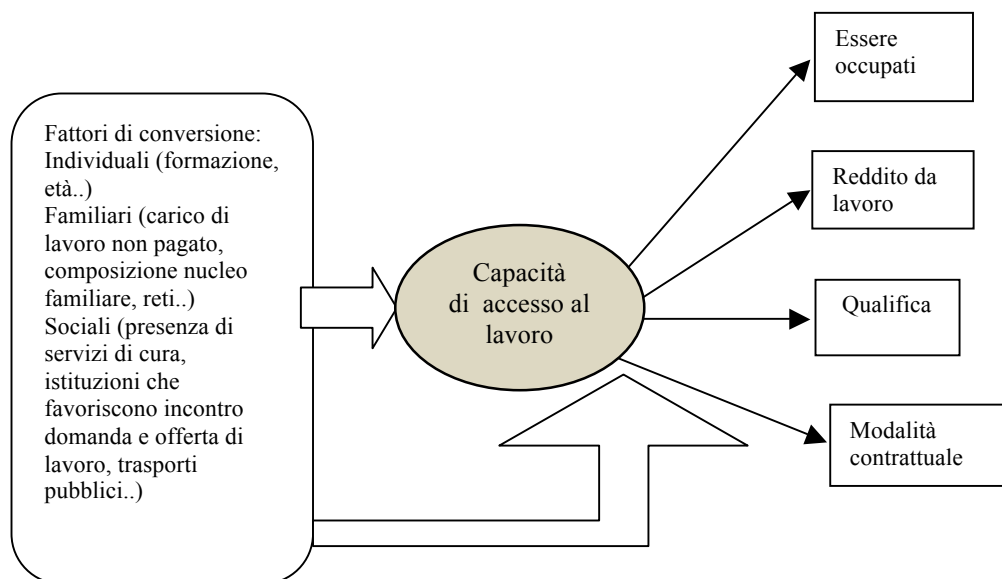 Fattori di conversione:
Individuali (formazione,
età..)
Familiari (carico di
lavoro non pagato,
composizione nucleo
familiare, reti..)
Sociali (presenza di
servizi di cura,
istituzioni che
favoriscono incontro
domanda e offerta di
lavoro, trasporti
pubblici..)
Capacità
di accesso al
lavoro
Essere
occupati
Reddito da
lavoro
Qualifica
Modalità
contrattuale